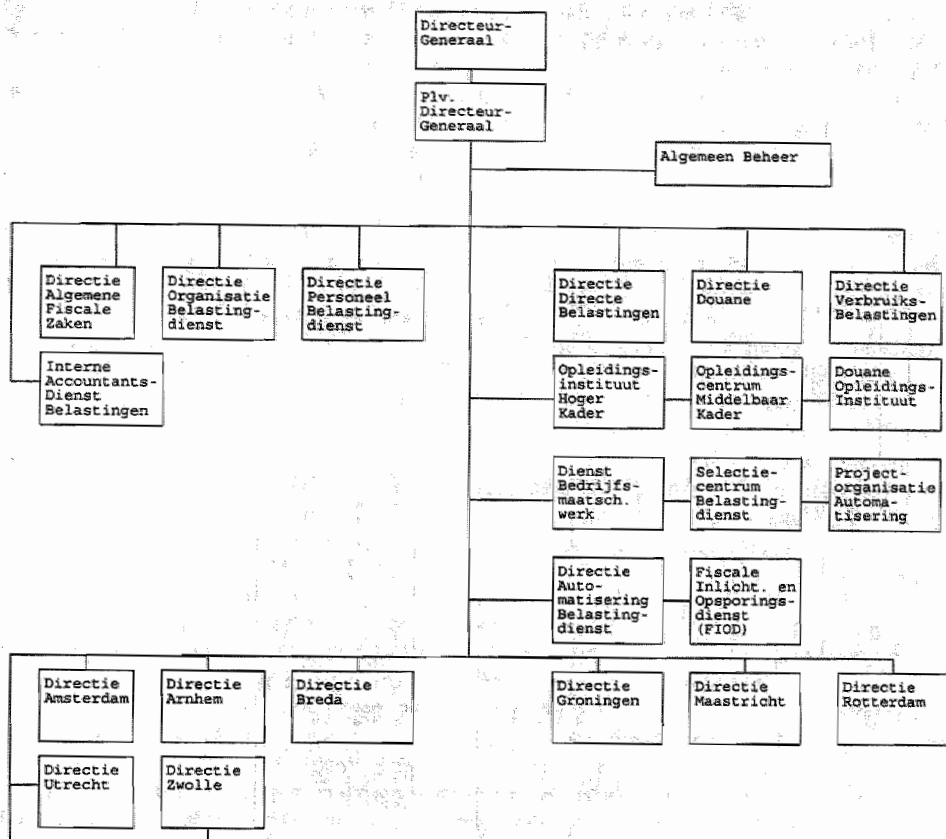 Directeur-
Generaal
Plv.
Directeur-
Generaal
Algemeen Beheer
Directie
Algemene
Fiscale
Zaken
Directie
Organisatie
Belasting-
dienst
Directie
Personeel
Belasting-
dienst
Directie
Directe
Belastingen
Directie
Douane
Directie
Verbruiks-
Belastingen
Interne
Accountants-
Dienst
Belastingen
Opleidings-
instituut
Hoger
Kader
Opleidings-
centrum
Middelbaar
Kader
Douane
Opleidings-
Instituut
Dienst
Bedrijfs-
maatsch.
werk
Selectie-
centrum
Belasting-
dienst
Project-
organisatie
Automa-
tisering
Directie
Auto-
matisering
Belasting-
dienst
Fiscale
Inlicht. en
Opsporings-
dienst
(FIOD)
Directie
Amsterdam
Directie
Arnhem
Directie
Breda
Directie
Groningen
Directie
Maastricht
Directie
Rotterdam
Directie
Utrecht
Directie
Zwolle